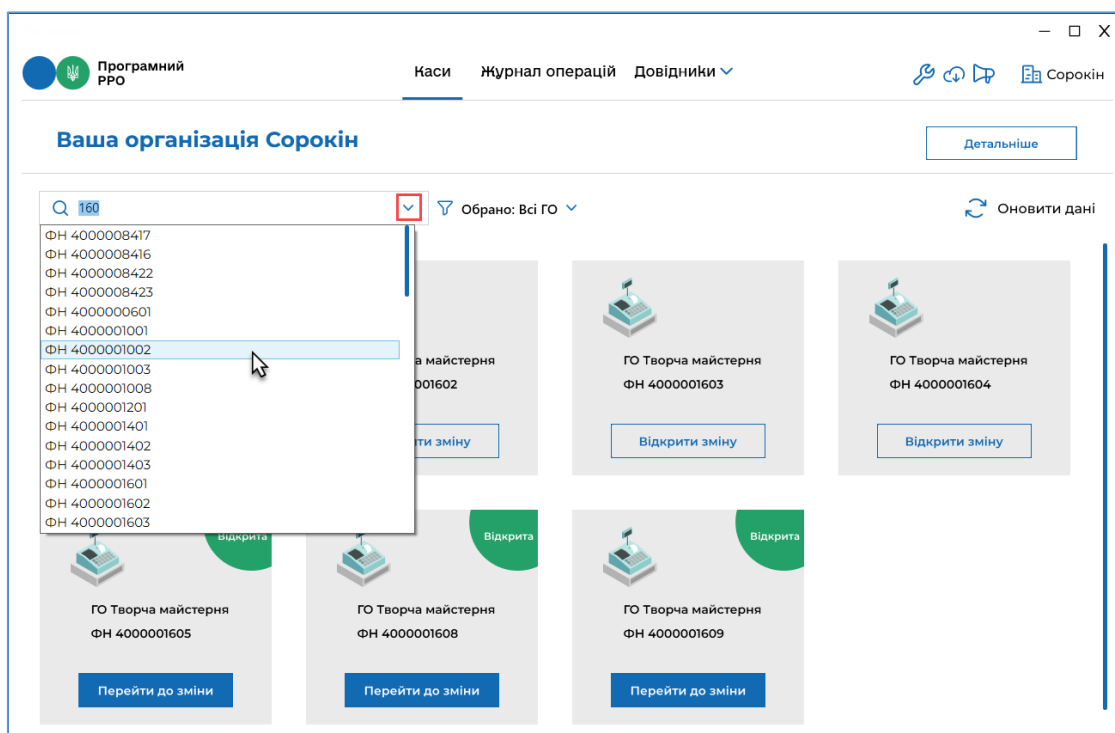 Програмний
РРО
Каси
Журнал операцій
Довідники
Сорокін
Ваша організація Сорокін
Детальніше
160
Обрано: Всі ГО
Оновити дані
ФН 4000008417
ФН 4000008416
ФН 4000008422
ФН 4000008423
ФН 4000000601
ФН 4000001001
ФН 4000001002
ФН 4000001003
ФН 4000001008
ФН 4000001201
ФН 4000001401
ФН 4000001402
ФН 4000001403
ФН 4000001601
ФН 4000001602
ФН 4000001603
майстерня
001602
зміну
ГО Творча майстерня
ФН 4000001603
Відкрити зміну
ГО Творча майстерня
ФН 4000001604
Відкрити зміну
Відкрита
ГО Творча майстерня
ФН 4000001605
Перейти до зміни
Відкрита
ГО Творча майстерня
ФН 4000001608
Перейти до зміни
Відкрита
ГО Творча майстерня
ФН 4000001609
Перейти до зміни